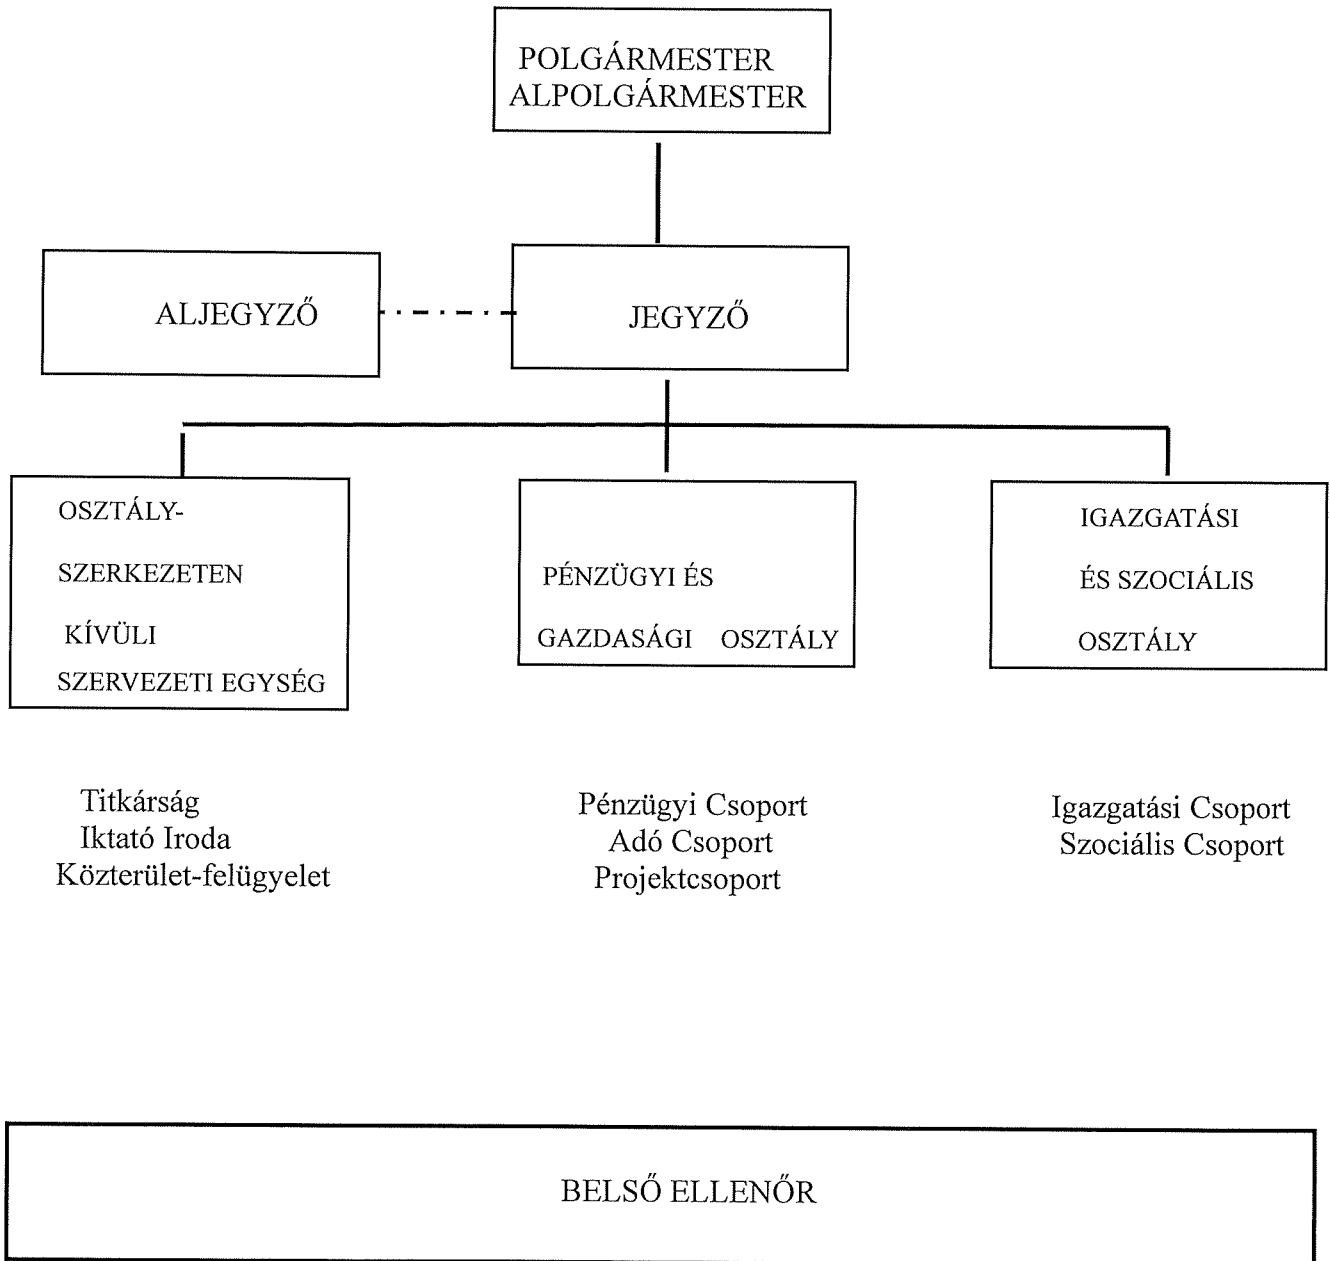 POLGÁRMESTER
ALPOLGÁRMESTER
ALJEGYZŐ
JEGYZŐ
OSZTÁLY-
SZERKEZETEN
KÍVÜLI
SZERVEZETI EGYSÉG
PÉNZÜGYI ÉS
GAZDASÁGI OSZTÁLY
IGAZGATÁSI
ÉS SZOCIÁLIS
OSZTÁLY
Titkárság
Iktató Iroda
Közterület-felügyelet
Pénzügyi Csoport
Adó Csoport
Projektcsoport
Igazgatási Csoport
Szociális Csoport
BELSŐ ELLENŐR